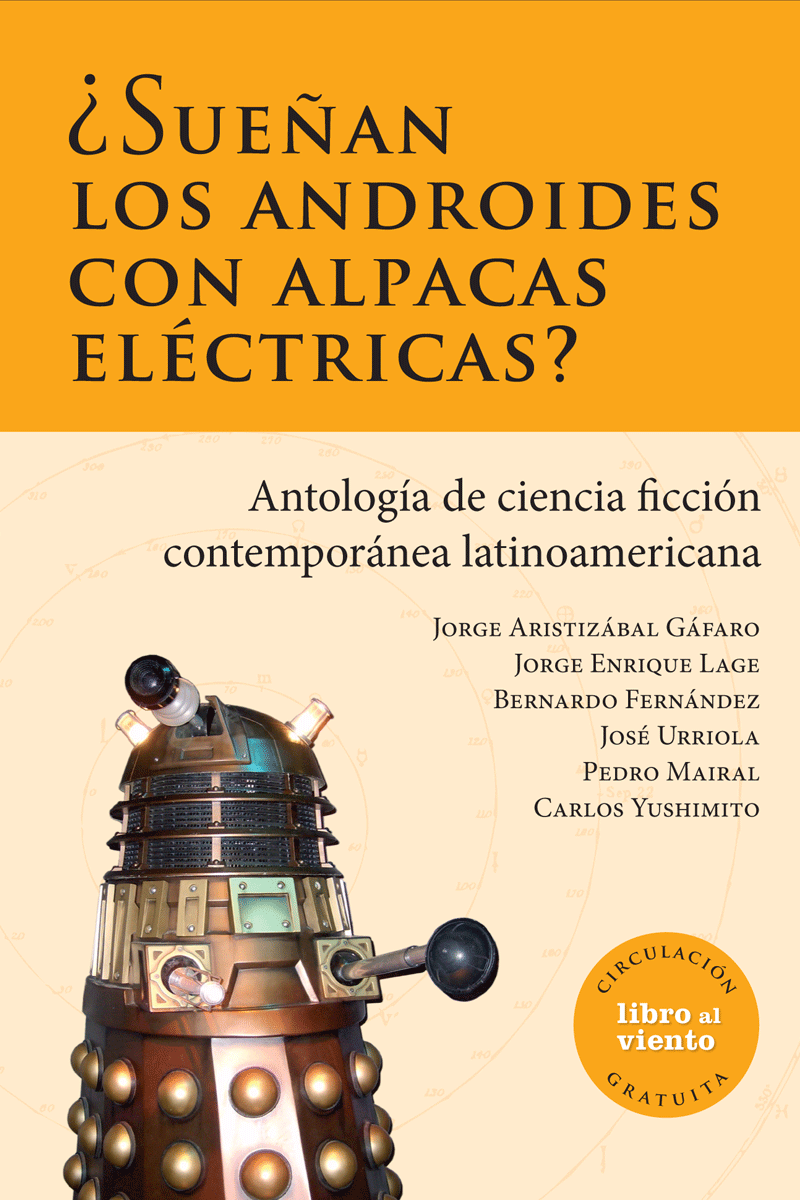 ¿Sueñan
los androides
con alpacas
eléctricas?
Antología de ciencia ficción
contemporánea latinoamericana
Jorge Aristizábal Gáfaro
Jorge Enrique Lage
Bernardo Fernández
José Urriola
Pedro Mairal
Carlos Yushimito
CIRCULACIÓN
libro al
viento
GRATUITA